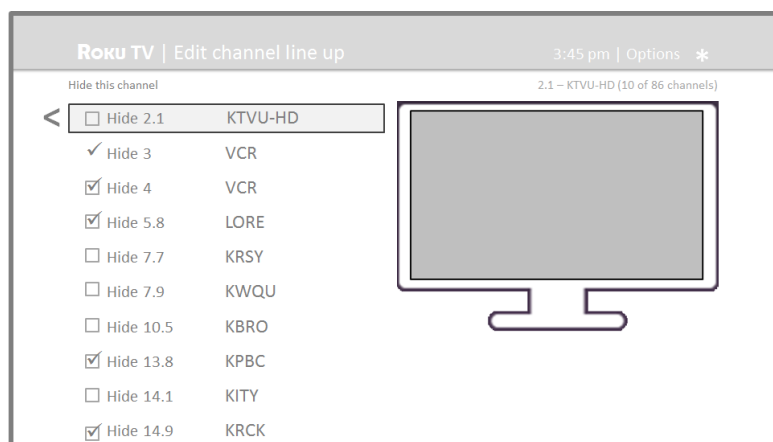 ROKU TV | Edit channel line up 3:45 pm | Options *
Hide this channel 2.1 – KTVU-HD (10 of 86 channels)
< Hide 2.1 KTVU-HD
Hide 3 VCR
Hide 4 VCR
Hide 5.8 LORE
Hide 7.7 KRSY
Hide 7.9 KWQU
Hide 10.5 KBRO
Hide 13.8 KPBC
Hide 14.1 KITY
Hide 14.9 KRCK